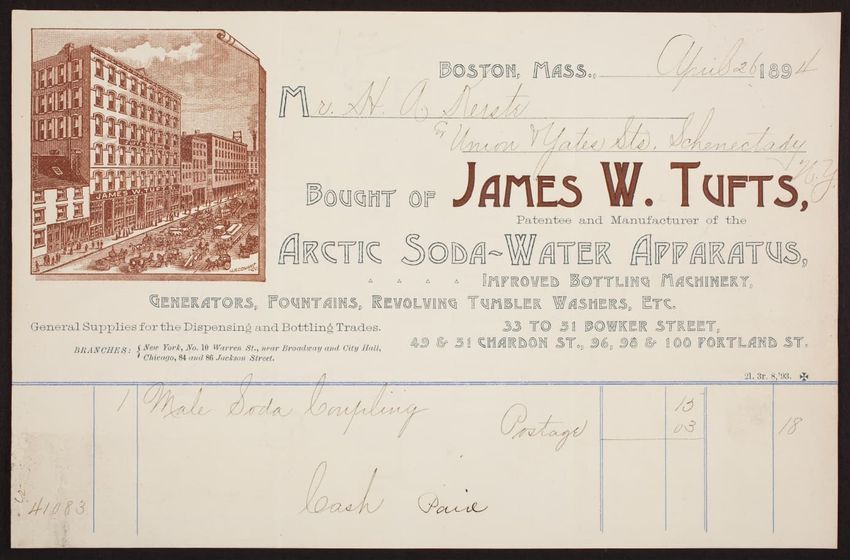 BOSTON, MASS., April 26 1894
Mr. H. A. Kerste
Cor Union & Yates Sts. Schenectady
N.Y.
BOUGHT OF JAMES W. TUFTS,
Patentee and Manufacturer of the
ARCTIC SODA-WATER APPARATUS,
IMPROVED BOTTLING MACHINERY,
GENERATORS, FOUNTAINS, REVOLVING TUMBLER WASHERS, ETC.
General Supplies for the Dispensing and Bottling Trades.
33 TO 51 BOWKER STREET,
49 & 51 CHARDON ST., 96, 98 & 100 PORTLAND ST.
BRANCHES: { New York, No. 10 Warren St., near Broadway and City Hall,
Chicago, 84 and 86 Jackson Street.
21. 3r. 8,'93.
JAMES W. TUFTS
1 Male Soda Coupling 15
Postage 03 18
Cash Paid
41083